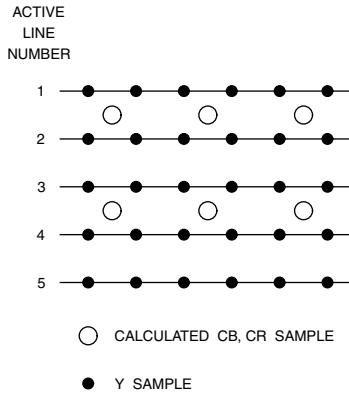 ACTIVE
LINE
NUMBER
1
2
3
4
5
CALCULATED CB, CR SAMPLE
Y SAMPLE